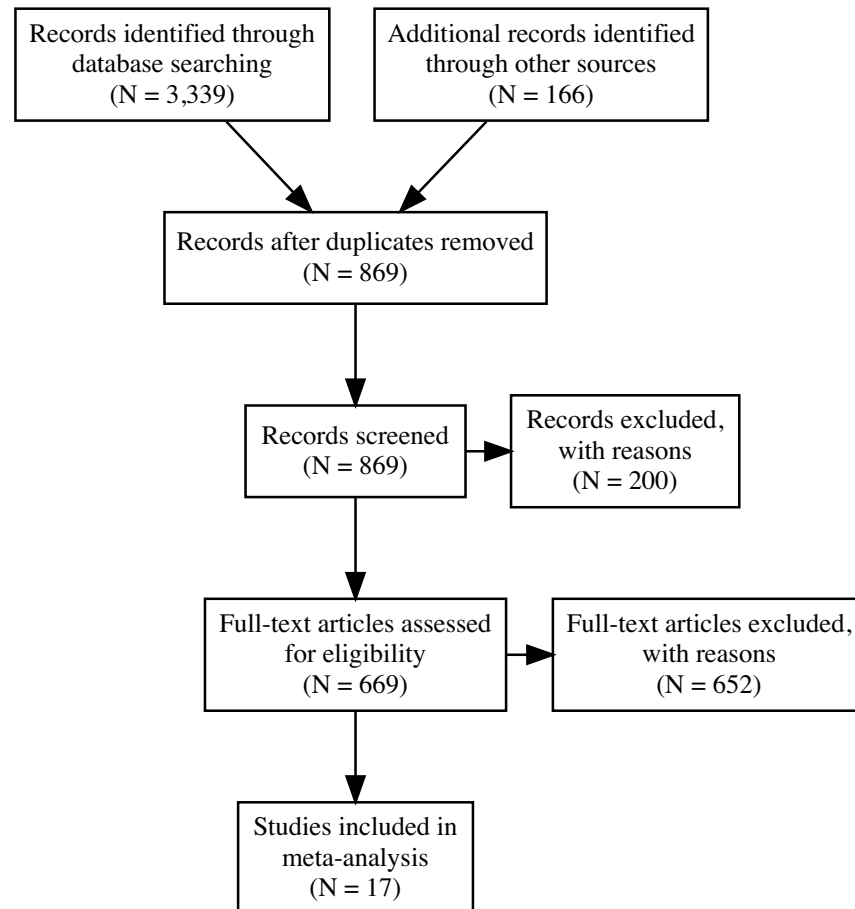 Records identified through
database searching
(N = 3,339)
Additional records identified
through other sources
(N = 166)
Records after duplicates removed
(N = 869)
Records screened
(N = 869)
Records excluded,
with reasons
(N = 200)
Full-text articles assessed
for eligibility
(N = 669)
Full-text articles excluded,
with reasons
(N = 652)
Studies included in
meta-analysis
(N = 17)